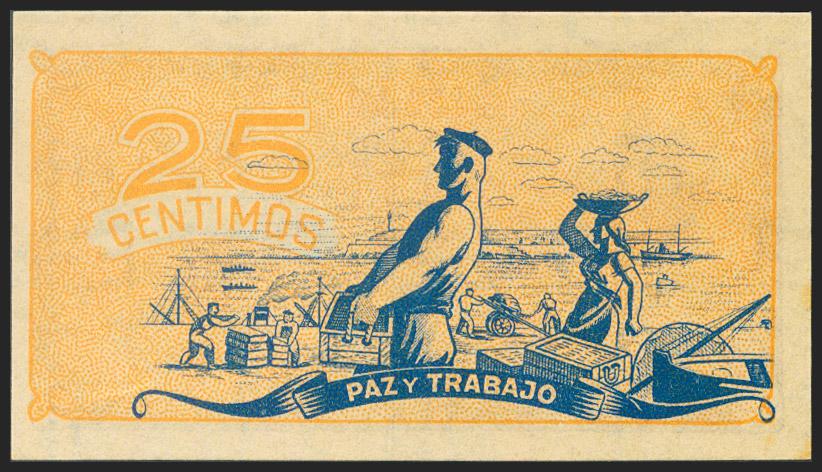 25
CENTIMOS
PAZ Y TRABAJO